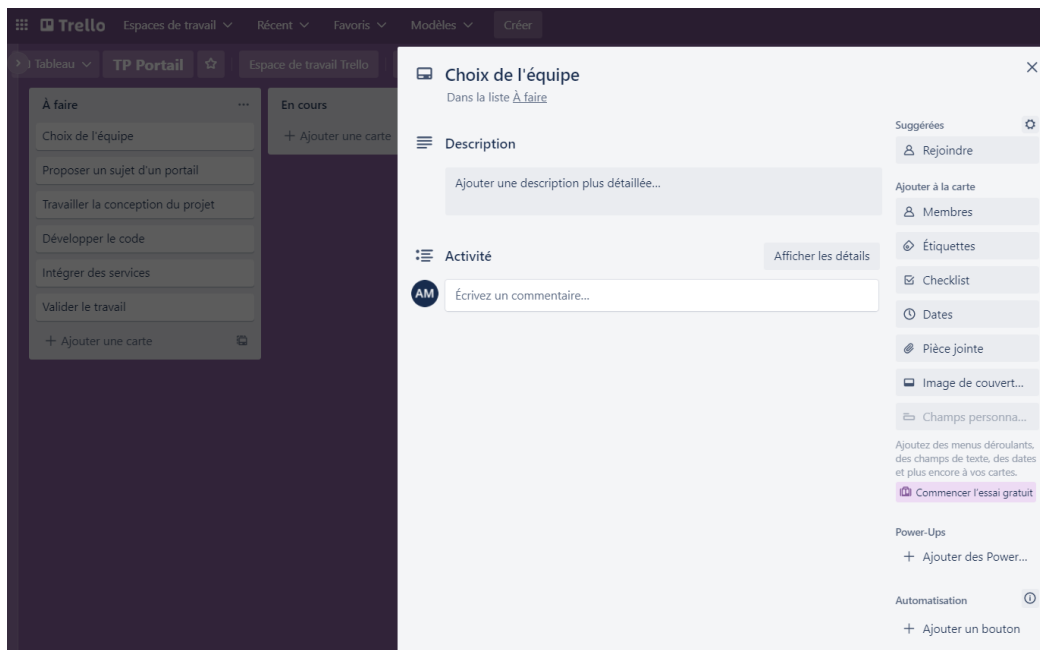 Trello Espaces de travail Récent Favoris Modèles Créer
Tableau TP Portail Espace de travail Trello
À faire
Choix de l'équipe
Proposer un sujet d'un portail
Travailler la conception du projet
Développer le code
Intégrer des services
Valider le travail
+ Ajouter une carte
En cours
+ Ajouter une carte
Choix de l'équipe
Dans la liste À faire
Description
Ajouter une description plus détaillée...
Activité Afficher les détails
AM Écrivez un commentaire...
Suggérées
Rejoindre
Ajouter à la carte
Membres
Étiquettes
Checklist
Dates
Pièce jointe
Image de couvert...
Champs personna...
Ajoutez des menus déroulants,
des champs de texte, des dates
et plus encore à vos cartes.
Commencer l'essai gratuit
Power-Ups
+ Ajouter des Power...
Automatisation
+ Ajouter un bouton